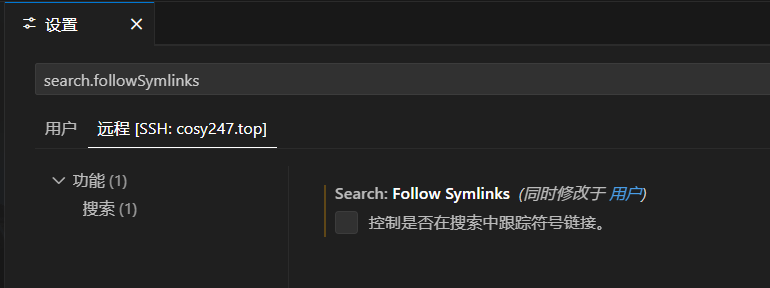 设置
search.followSymlinks
用户 远程 [SSH: cosy247.top]
功能 (1)
搜索 (1)
Search: Follow Symlinks (同时修改于 用户)
控制是否在搜索中跟踪符号链接。